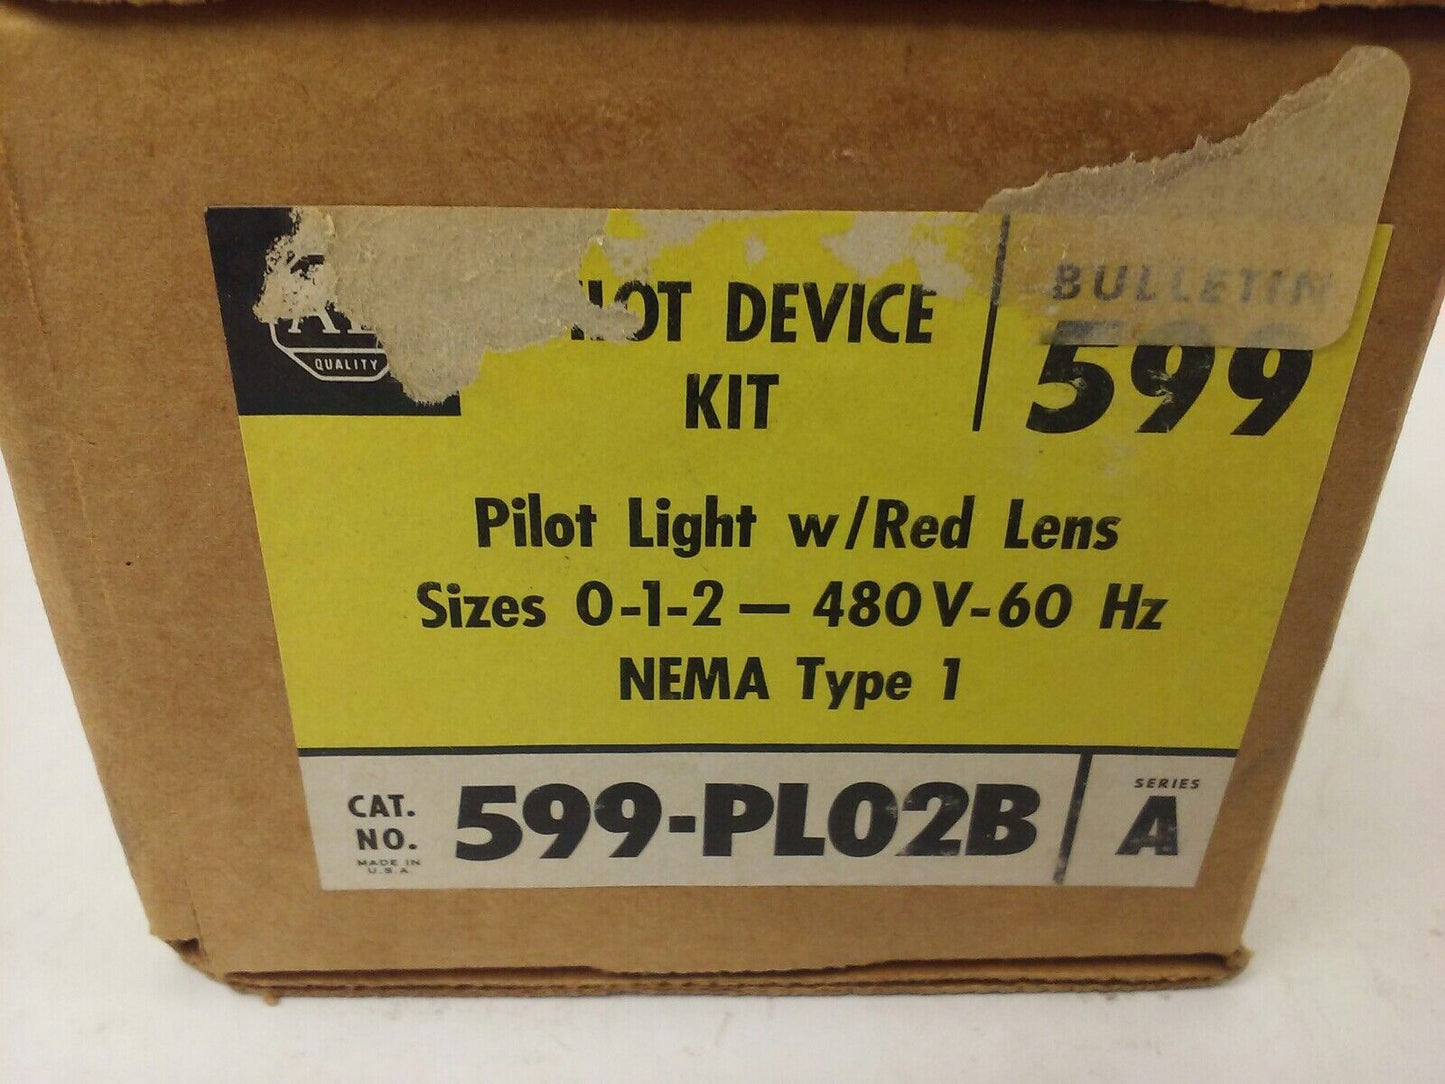 QUALITY
DEVICE
KIT
BULLETIN
599
Pilot Light w/Red Lens
Sizes 0-1-2 — 480V-60 Hz
NEMA Type 1
CAT.
NO.
MADE IN
U.S.A
599-PL02B
SERIES
A